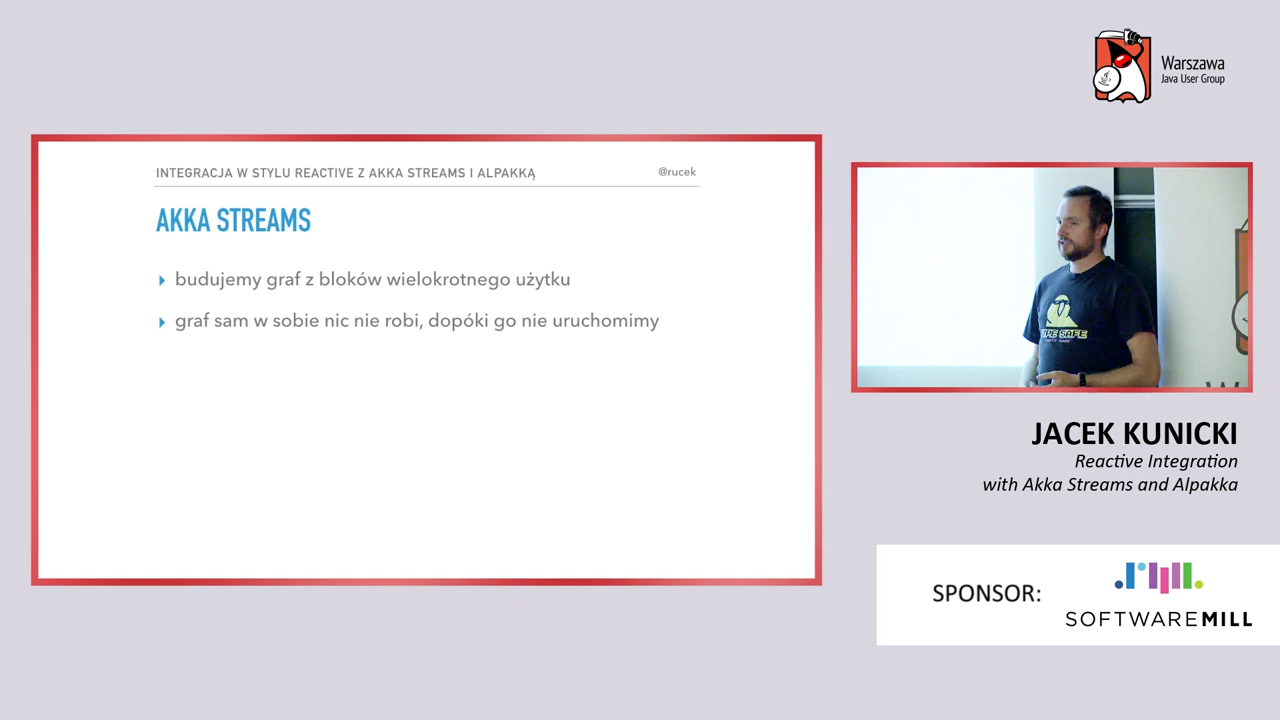 Warszawa
Java User Group
INTEGRACJA W STYLU REACTIVE Z AKKA STREAMS I ALPAKKĄ
@rucek
AKKA STREAMS
budujemy graf z bloków wielokrotnego użytku
graf sam w sobie nic nie robi, dopóki go nie uruchomimy
SAFE
JACEK KUNICKI
Reactive Integration
with Akka Streams and Alpakka
SPONSOR:
SOFTWAREMILL